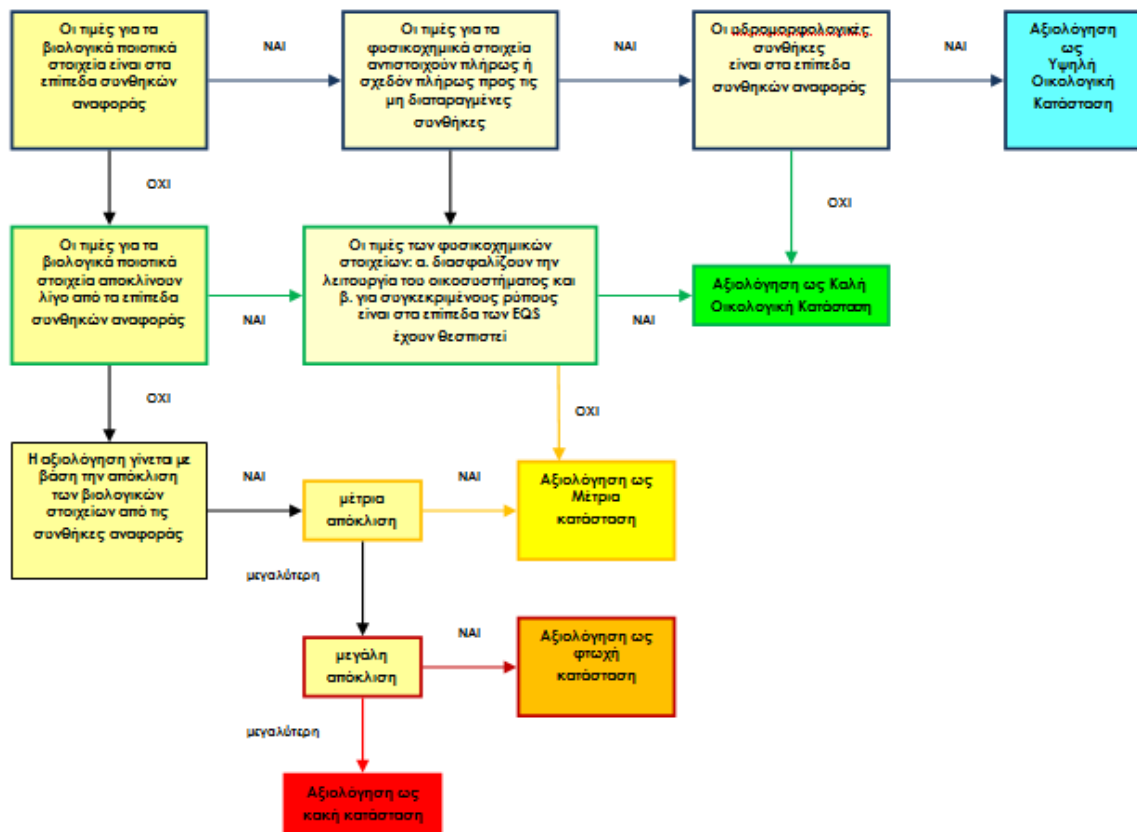 Οι τιμές για τα
βιολογικά ποιοτικά
στοιχεία είναι στα
επίπεδα συνθηκών
αναφοράς
ΝΑΙ
Οι τιμές για τα
φυσικοχημικά στοιχεία
αντιστοιχούν πλήρως ή
σχεδόν πλήρως προς τις
μη διαταραγμένες
συνθήκες
ΝΑΙ
Οι υδρομορφολογικές
συνθήκες
είναι στα επίπεδα
συνθηκών αναφοράς
ΝΑΙ
Αξιολόγηση
ως
Υψηλή
Οικολογική
Κατάσταση
ΟΧΙ
ΟΧΙ
Οι τιμές για τα
βιολογικά ποιοτικά
στοιχεία αποκλίνουν
λίγο από τα επίπεδα
συνθηκών αναφοράς
ΝΑΙ
Οι τιμές των φυσικοχημικών
στοιχείων: α. διασφαλίζουν την
λειτουργία του οικοσυστήματος και
β. για συγκεκριμένους ρύπους
είναι στα επίπεδα των EQS
έχουν θεσπιστεί
ΝΑΙ
Αξιολόγηση ως Καλή
Οικολογική Κατάσταση
ΟΧΙ
ΟΧΙ
Η αξιολόγηση γίνεται με
βάση την απόκλιση
των βιολογικών
στοιχείων από τις
συνθήκες αναφοράς
ΝΑΙ
μέτρια
απόκλιση
ΝΑΙ
Αξιολόγηση ως
Μέτρια
κατάσταση
μεγαλύτερη
μεγάλη
απόκλιση
ΝΑΙ
Αξιολόγηση ως
φτωχή
κατάσταση
μεγαλύτερη
Αξιολόγηση ως
κακή κατάσταση